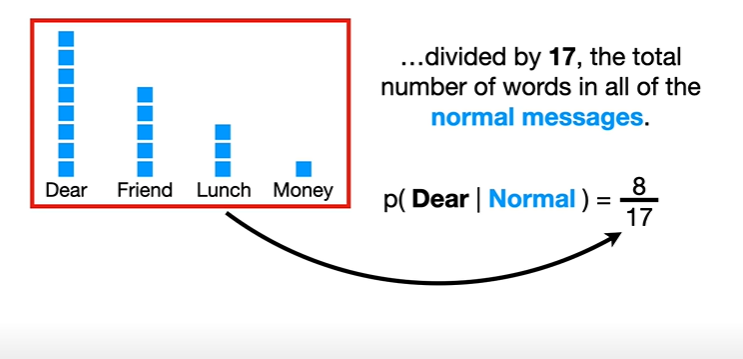 ...divided by 17, the total
number of words in all of the
normal messages.
Dear Friend Lunch Money
p( Dear | Normal ) = 8/17